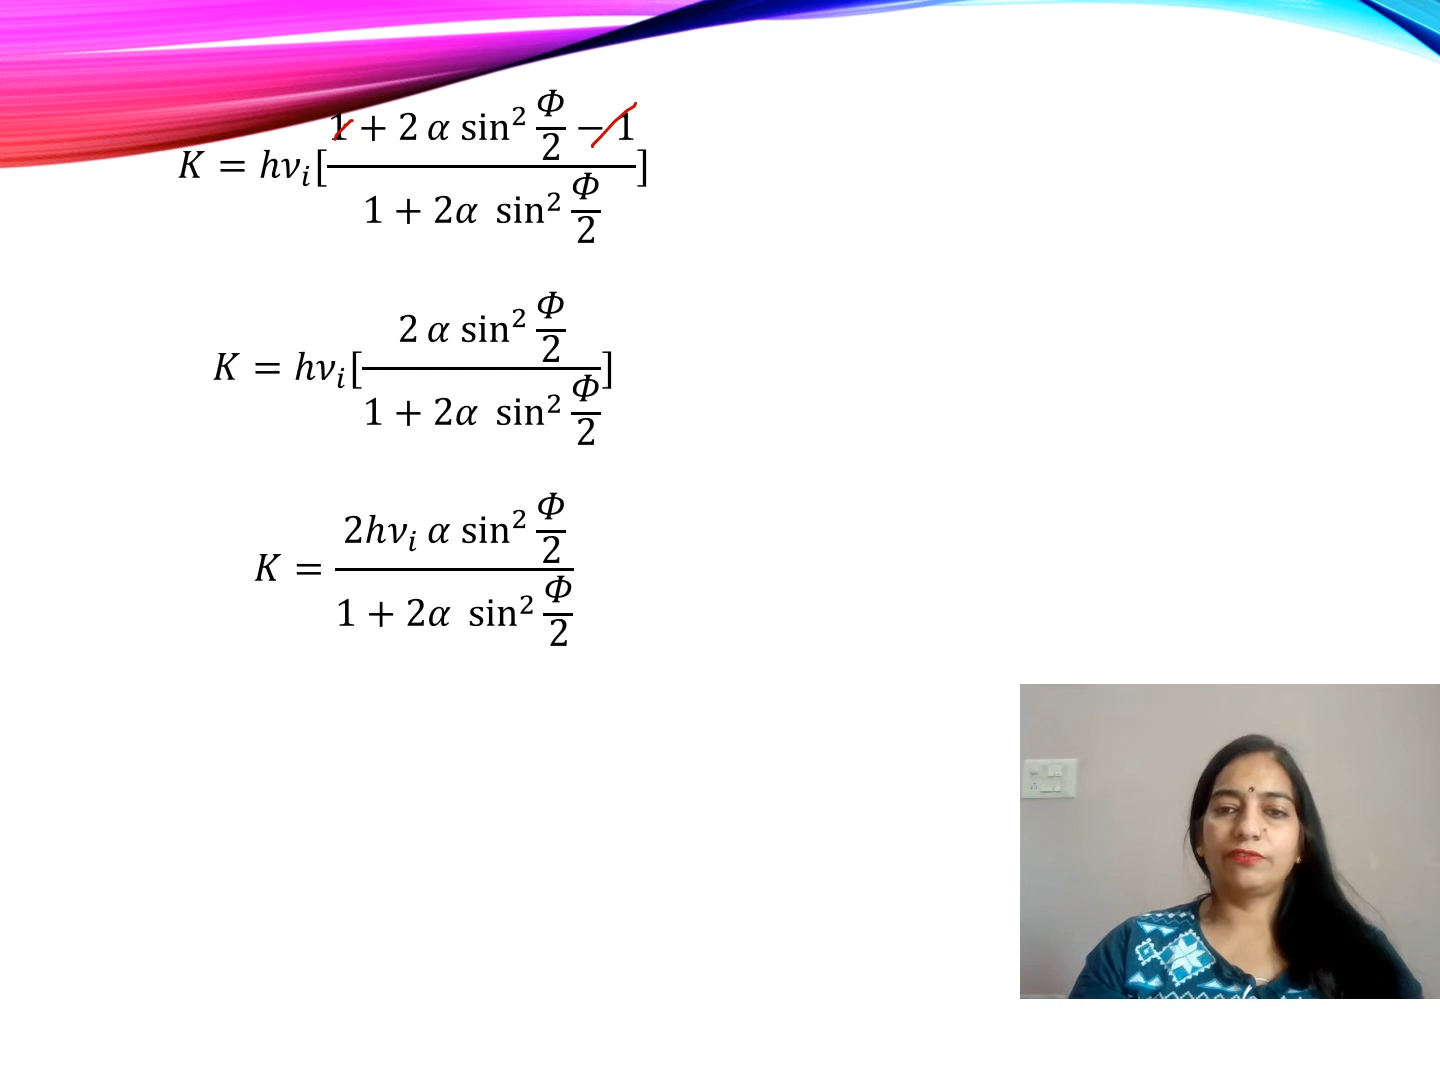 K = hν_i[(1 + 2 α sin² Φ/2 − 1)/(1 + 2α sin² Φ/2)]
K = hν_i[(2 α sin² Φ/2)/(1 + 2α sin² Φ/2)]
K = (2hν_i α sin² Φ/2)/(1 + 2α sin² Φ/2)